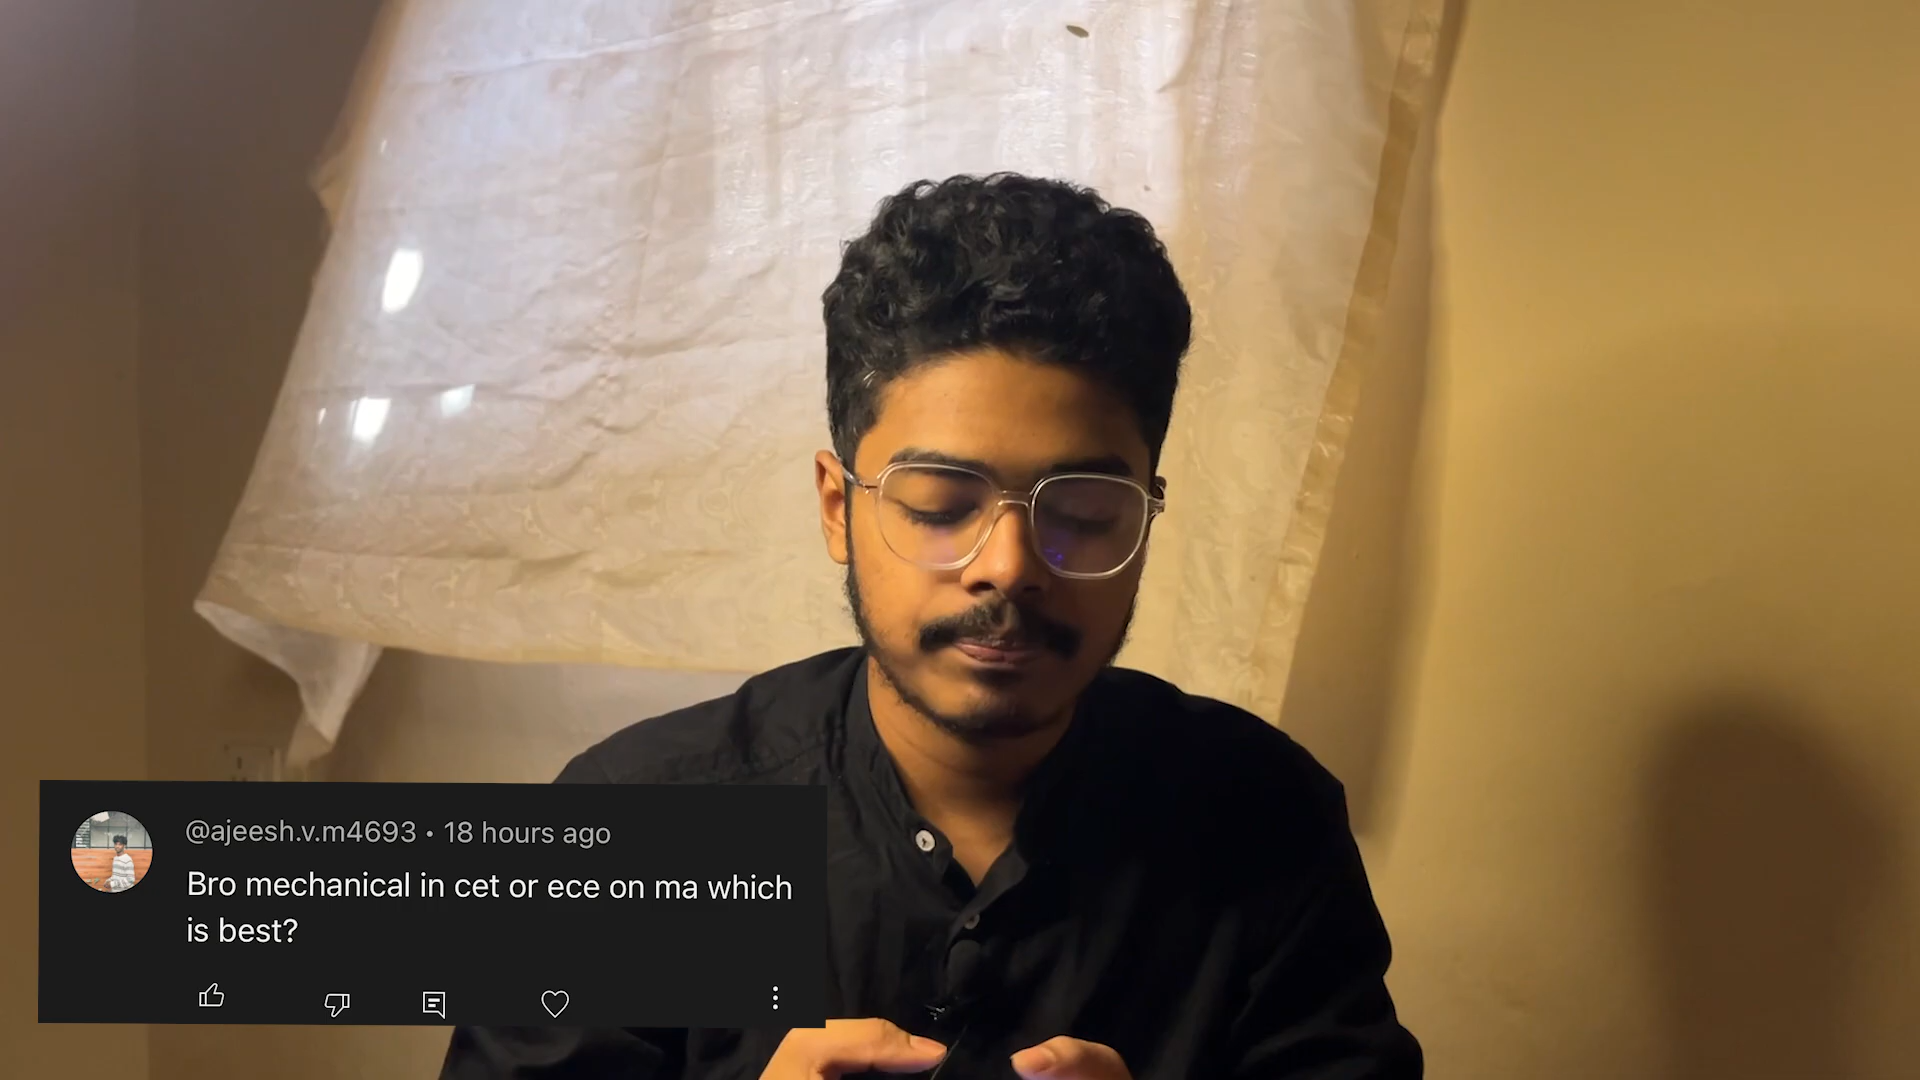 @ajeesh.v.m4693 • 18 hours ago
Bro mechanical in cet or ece on ma which
is best?